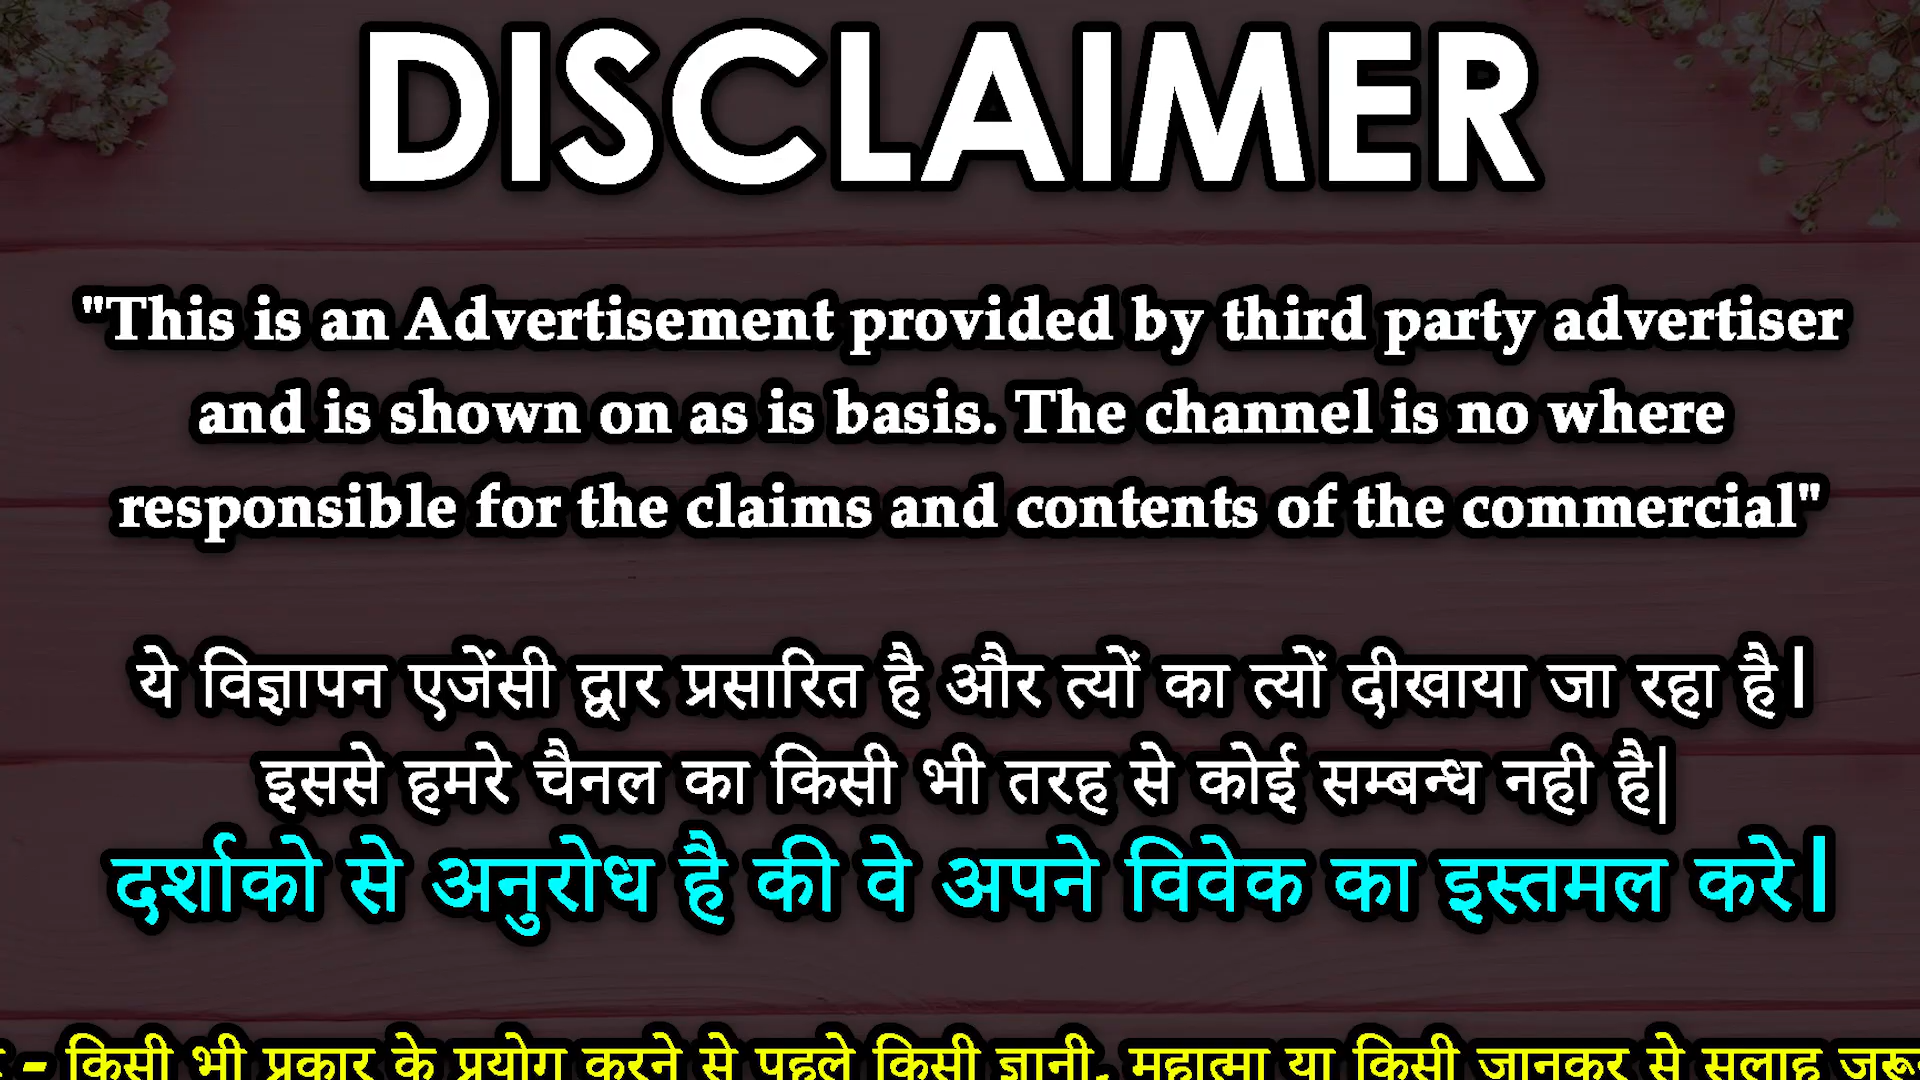 DISCLAIMER
"This is an Advertisement provided by third party advertiser
and is shown on as is basis. The channel is no where
responsible for the claims and contents of the commercial"
ये विज्ञापन एजेंसी द्वार प्रसारित है और त्यों का त्यों दीखाया जा रहा है।
इससे हमरे चैनल का किसी भी तरह से कोई सम्बन्ध नही है|
दर्शाको से अनुरोध है की वे अपने विवेक का इस्तमल करे।
- किसी भी प्रकार के प्रयोग करने से पहले किसी ज्ञानी, महात्मा या किसी जानकर से सलाह